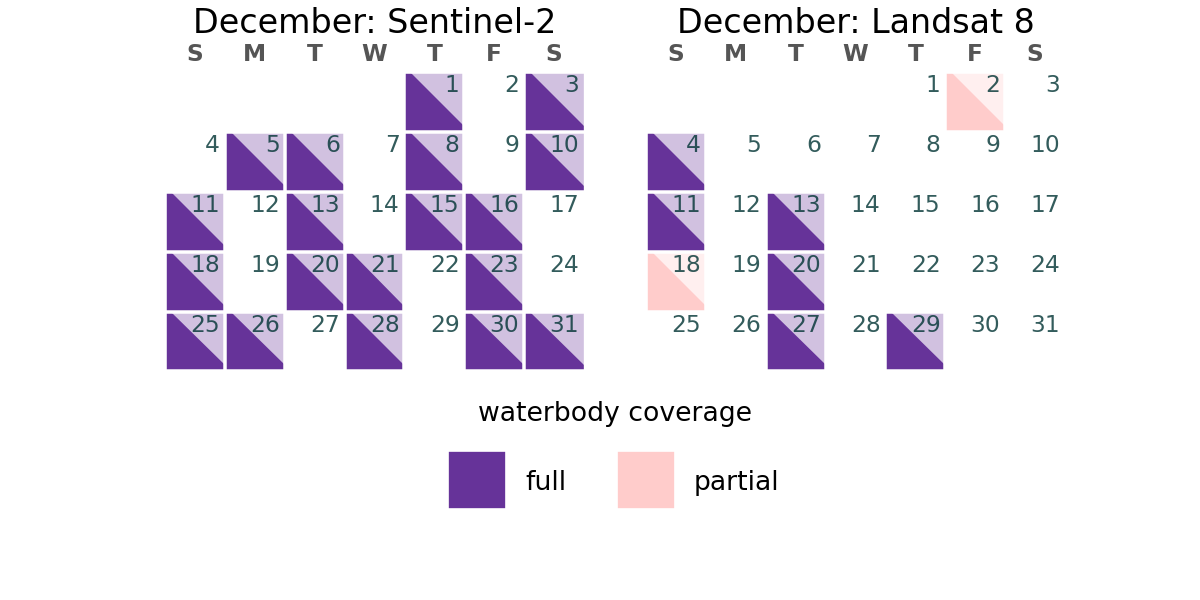 December: Sentinel-2
S M T W T F S
1 2 3
4 5 6 7 8 9 10
11 12 13 14 15 16 17
18 19 20 21 22 23 24
25 26 27 28 29 30 31
December: Landsat 8
S M T W T F S
1 2 3
4 5 6 7 8 9 10
11 12 13 14 15 16 17
18 19 20 21 22 23 24
25 26 27 28 29 30 31
waterbody coverage
full partial